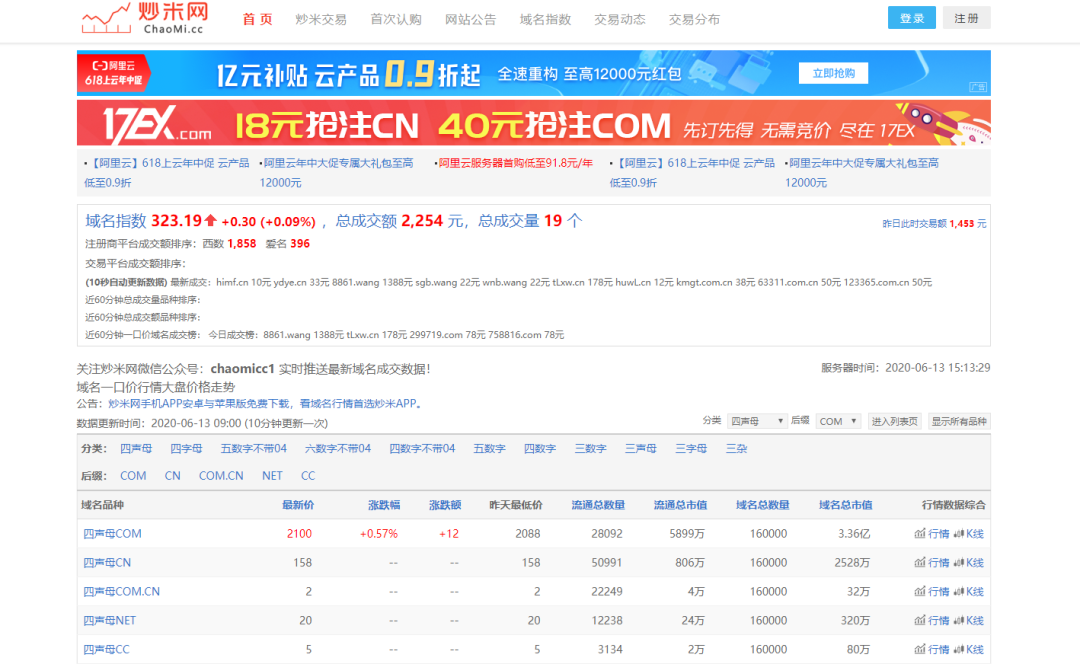 炒米网
ChaoMi.cc
首 页 炒米交易 首次认购 网站公告 域名指数 交易动态 交易分布
登录 注册
阿里云
618上云年中促
亿元补贴 云产品0.9折起 全速重构 至高12000元红包 立即抢购
广告
17EX.com 18元抢注CN 40元抢注COM 先订先得 无需竞价 尽在 17EX
•【阿里云】618上云年中促 云产品低至0.9折 •阿里云年中大促专属大礼包至高12000元 •阿里云服务器首购低至91.8元/年 •【阿里云】618上云年中促 云产品低至0.9折 •阿里云年中大促专属大礼包至高12000元
域名指数 323.19 +0.30 (+0.09%) ，总成交额 2,254 元，总成交量 19 个
昨日此时交易额 1,453 元
注册商平台成交额排序： 西数 1,858 爱名 396
交易平台成交额排序：
(10秒自动更新数据) 最新成交： himf.cn 10元 ydye.cn 33元 8861.wang 1388元 sgb.wang 22元 wnb.wang 22元 tLxw.cn 178元 huwL.cn 12元 kmgt.com.cn 38元 63311.com.cn 50元 123365.com.cn 50元
近60分钟总成交量品种排序：
近60分钟总成交额品种排序：
近60分钟一口价域名成交榜： 今日成交榜：8861.wang 1388元 tLxw.cn 178元 299719.com 78元 758816.com 78元
关注炒米网微信公众号：chaomicc1 实时推送最新域名成交数据！
服务器时间：2020-06-13 15:13:29
域名一口价行情大盘价格走势
公告：炒米网手机APP安卓与苹果版免费下载，看域名行情首选炒米APP。
数据更新时间：2020-06-13 09:00 (10分钟更新一次)
分类 四声母 后缀 COM 进入列表页 显示所有品种
分类： 四声母 四字母 五数字不带04 六数字不带04 四数字不带04 五数字 四数字 三数字 三声母 三字母 三杂
后缀： COM CN COM.CN NET CC
域名品种 最新价 涨跌幅 涨跌额 昨天最低价 流通总数量 流通总市值 域名总数量 域名总市值 行情数据综合
四声母COM 2100 +0.57% +12 2088 28092 5899万 160000 3.36亿 行情 K线
四声母CN 158 -- -- 158 50991 806万 160000 2528万 行情 K线
四声母COM.CN 2 -- -- 2 22249 4万 160000 32万 行情 K线
四声母NET 20 -- -- 20 12238 24万 160000 320万 行情 K线
四声母CC 5 -- -- 5 3134 2万 160000 80万 行情 K线